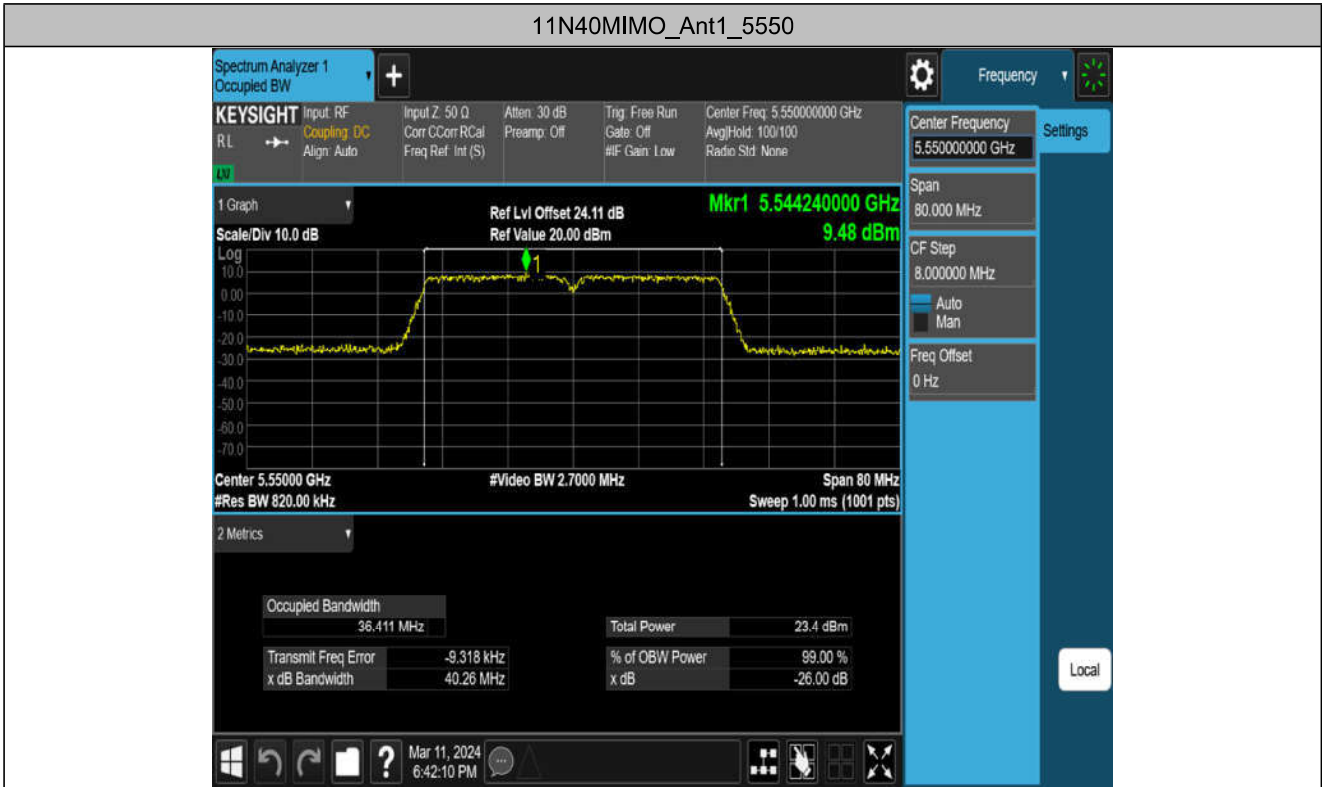 11N40MIMO_Ant1_5550
Spectrum Analyzer 1
Occupied BW
Frequency
KEYSIGHT
R L
LXI
Input: RF
Coupling: DC
Align: Auto
Input Z: 50 Ω
Corr CCorr RCal
Freq Ref: Int (S)
Atten: 30 dB
Preamp: Off
Trig: Free Run
Gate: Off
#IF Gain: Low
Center Freq: 5.550000000 GHz
Avg|Hold: 100/100
Radio Std: None
Center Frequency
5.550000000 GHz
Settings
Span
80.000 MHz
CF Step
8.000000 MHz
Auto
Man
Freq Offset
0 Hz
Local
1 Graph
Scale/Div 10.0 dB
Ref Lvl Offset 24.11 dB
Ref Value 20.00 dBm
Mkr1 5.544240000 GHz
9.48 dBm
Log
10.0
0.00
-10.0
-20.0
-30.0
-40.0
-50.0
-60.0
-70.0
1
Center 5.55000 GHz
#Video BW 2.7000 MHz
Span 80 MHz
#Res BW 820.00 kHz
Sweep 1.00 ms (1001 pts)
2 Metrics
Occupied Bandwidth
36.411 MHz
Total Power 23.4 dBm
Transmit Freq Error -9.318 kHz
% of OBW Power 99.00 %
x dB Bandwidth 40.26 MHz
x dB -26.00 dB
?
Mar 11, 2024
6:42:10 PM